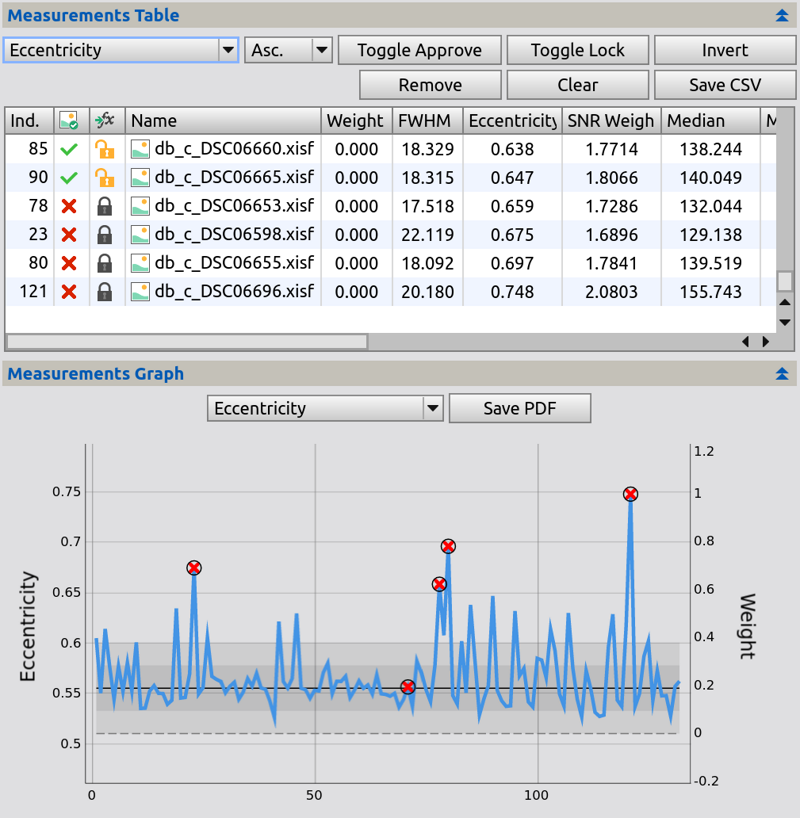 Measurements Table
Eccentricity Asc. Toggle Approve Toggle Lock Invert
Remove Clear Save CSV
Ind. fx Name Weight FWHM Eccentricity SNR Weigh Median M
85 db_c_DSC06660.xisf 0.000 18.329 0.638 1.7714 138.244
90 db_c_DSC06665.xisf 0.000 18.315 0.647 1.8066 140.049
78 db_c_DSC06653.xisf 0.000 17.518 0.659 1.7286 132.044
23 db_c_DSC06598.xisf 0.000 22.119 0.675 1.6896 129.138
80 db_c_DSC06655.xisf 0.000 18.092 0.697 1.7841 139.519
121 db_c_DSC06696.xisf 0.000 20.180 0.748 2.0803 155.743
Measurements Graph
Eccentricity Save PDF
Eccentricity
0.75
0.7
0.65
0.6
0.55
0.5
1.2
1
0.8
0.6
0.4
0.2
0
-0.2
Weight
0 50 100